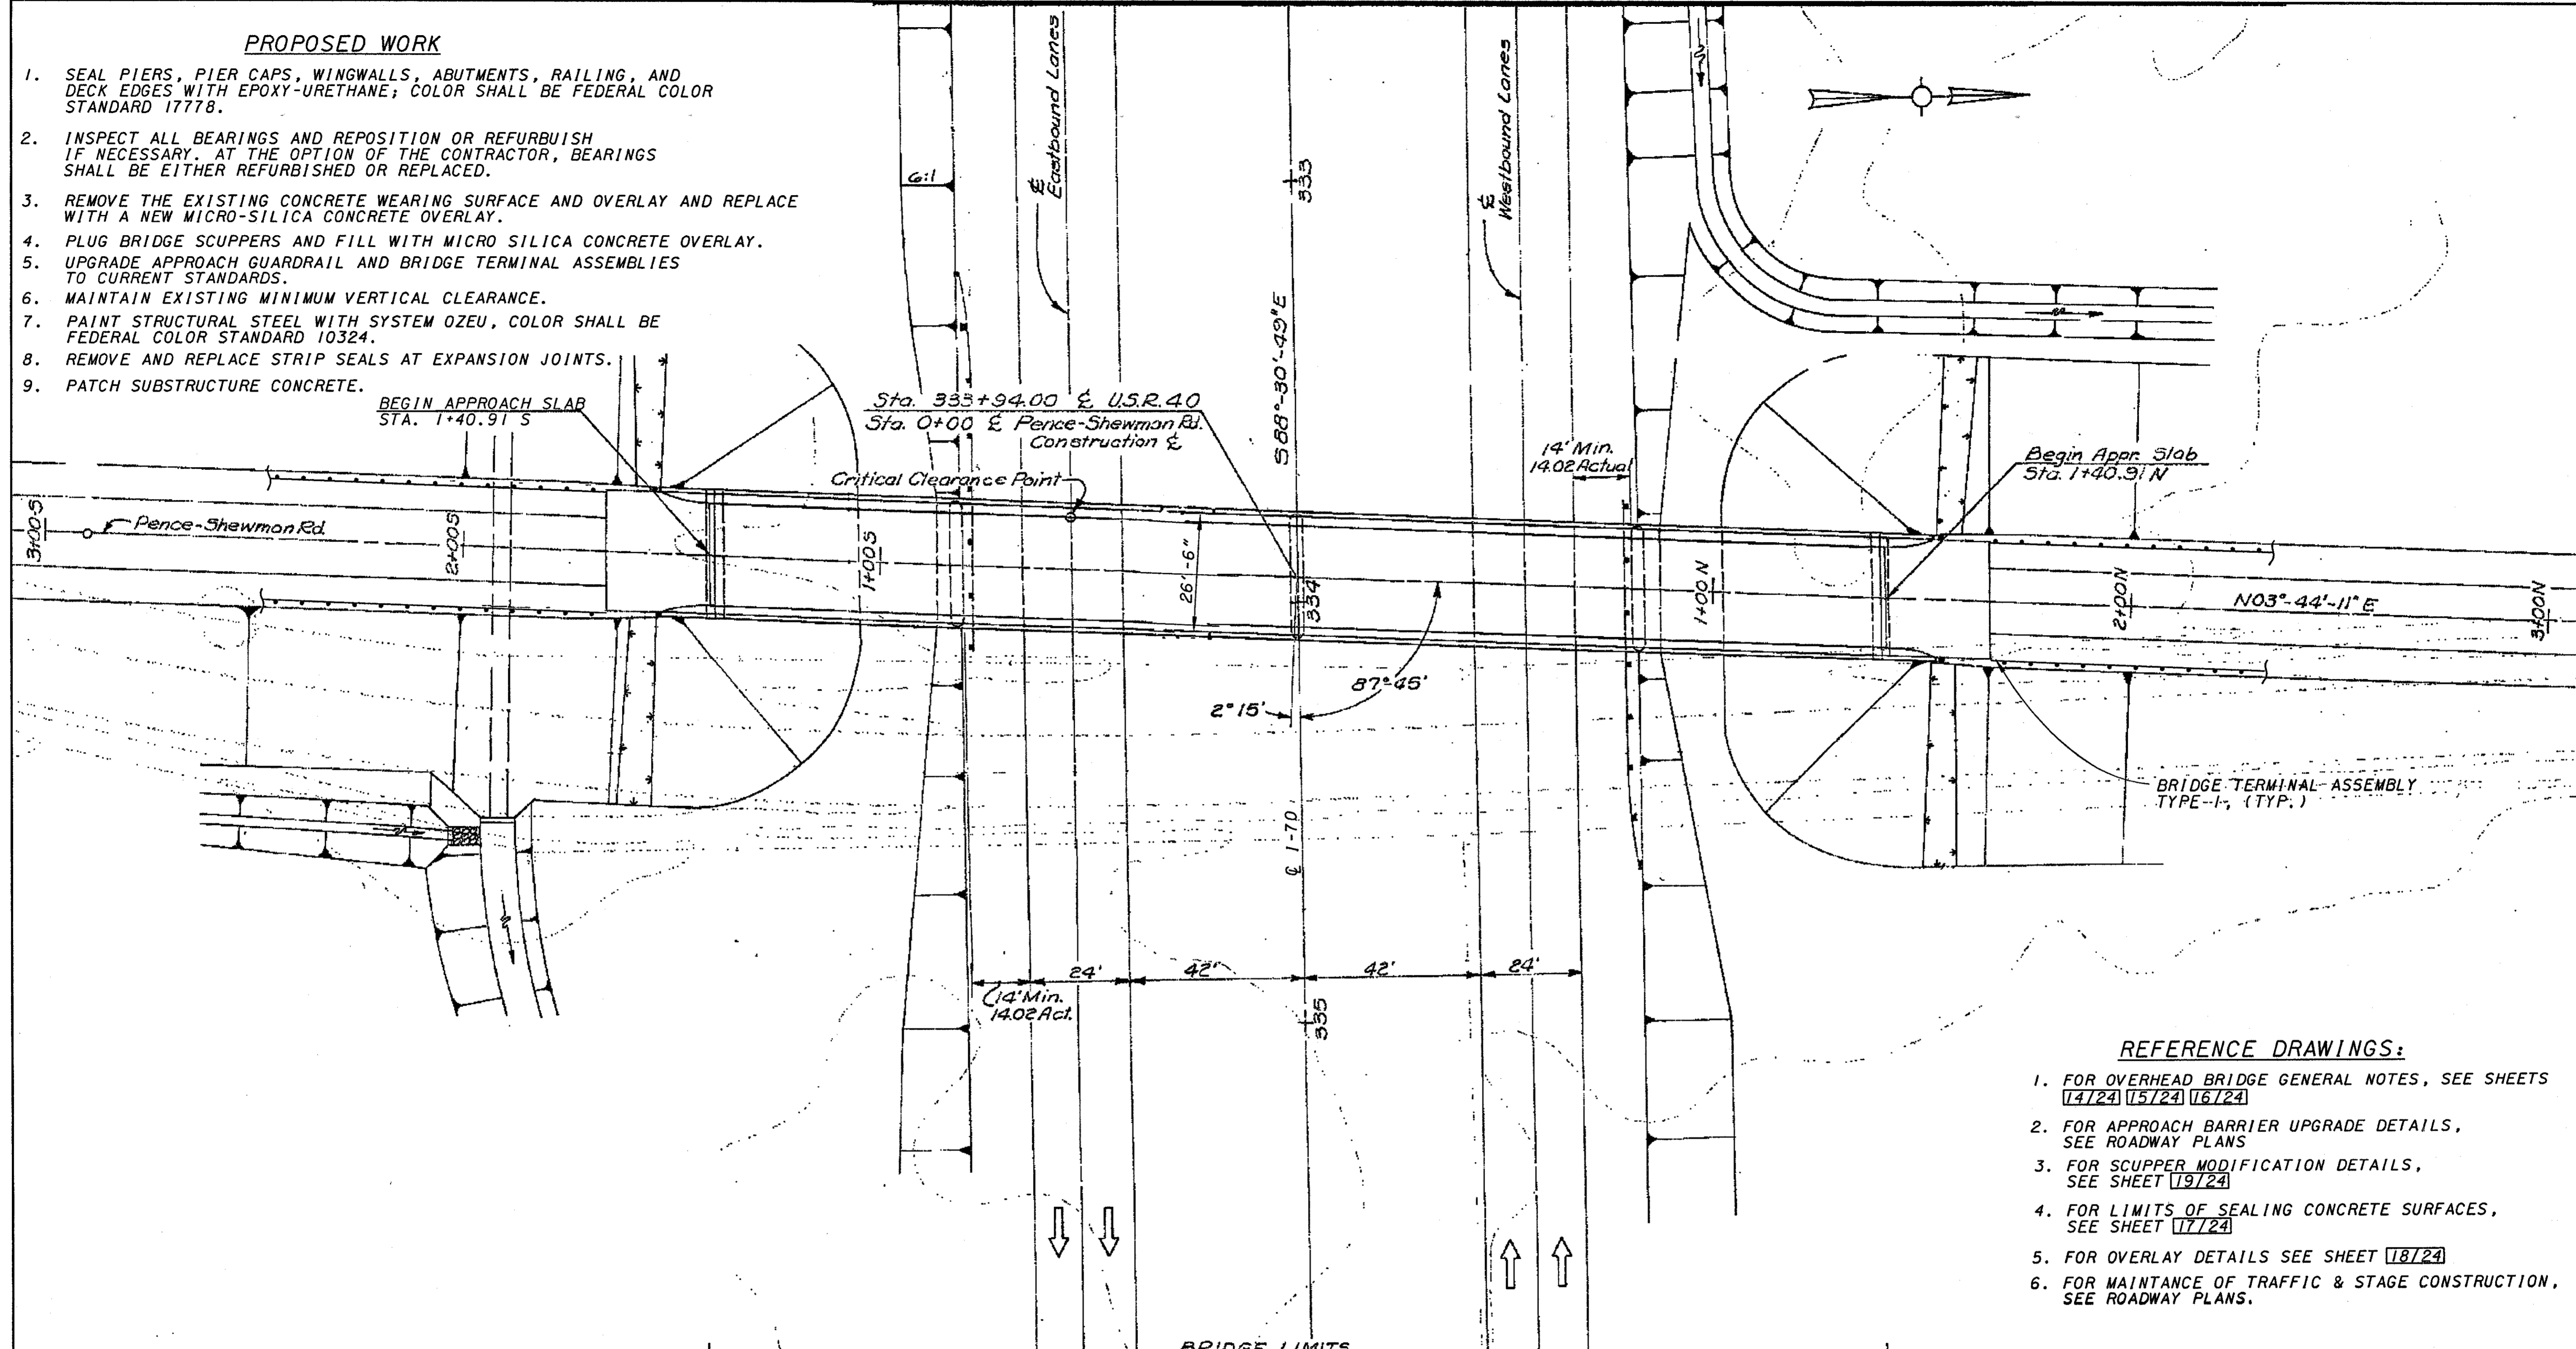 PROPOSED WORK
1. SEAL PIERS, PIER CAPS, WINGWALLS, ABUTMENTS, RAILING, AND
DECK EDGES WITH EPOXY-URETHANE; COLOR SHALL BE FEDERAL COLOR
STANDARD 17778.
2. INSPECT ALL BEARINGS AND REPOSITION OR REFURBUISH
IF NECESSARY. AT THE OPTION OF THE CONTRACTOR, BEARINGS
SHALL BE EITHER REFURBISHED OR REPLACED.
3. REMOVE THE EXISTING CONCRETE WEARING SURFACE AND OVERLAY AND REPLACE
WITH A NEW MICRO-SILICA CONCRETE OVERLAY.
4. PLUG BRIDGE SCUPPERS AND FILL WITH MICRO SILICA CONCRETE OVERLAY.
5. UPGRADE APPROACH GUARDRAIL AND BRIDGE TERMINAL ASSEMBLIES
TO CURRENT STANDARDS.
6. MAINTAIN EXISTING MINIMUM VERTICAL CLEARANCE.
7. PAINT STRUCTURAL STEEL WITH SYSTEM OZEU, COLOR SHALL BE
FEDERAL COLOR STANDARD 10324.
8. REMOVE AND REPLACE STRIP SEALS AT EXPANSION JOINTS.
9. PATCH SUBSTRUCTURE CONCRETE.
BEGIN APPROACH SLAB
STA. 1+40.91 S
6:1
℄
Eastbound Lanes
333
S88°-30'-49"E
℄
Westbound Lanes
Sta. 333+94.00 ℄ U.S.R. 40
Sta. 0+00 ℄ Pence-Shewman Rd.
Construction ℄
Critical Clearance Point
14' Min.
14.02 Actual
Begin Appr. Slab
Sta. 1+40.91 N
3+00S
Pence-Shewman Rd.
2+00S
1+00S
26'-6"
334
1+00 N
2+00N
N03°-44'-11"E
3+00N
87°-45'
2°15'
BRIDGE TERMINAL ASSEMBLY
TYPE-1, (TYP.)
℄ I-70
24'
42'
42'
24'
14' Min.
14.02 Act.
335
REFERENCE DRAWINGS:
1. FOR OVERHEAD BRIDGE GENERAL NOTES, SEE SHEETS
14/24 15/24 16/24
2. FOR APPROACH BARRIER UPGRADE DETAILS,
SEE ROADWAY PLANS
3. FOR SCUPPER MODIFICATION DETAILS,
SEE SHEET 19/24
4. FOR LIMITS OF SEALING CONCRETE SURFACES,
SEE SHEET 17/24
5. FOR OVERLAY DETAILS SEE SHEET 18/24
6. FOR MAINTANCE OF TRAFFIC & STAGE CONSTRUCTION,
SEE ROADWAY PLANS.
BRIDGE LIMITS